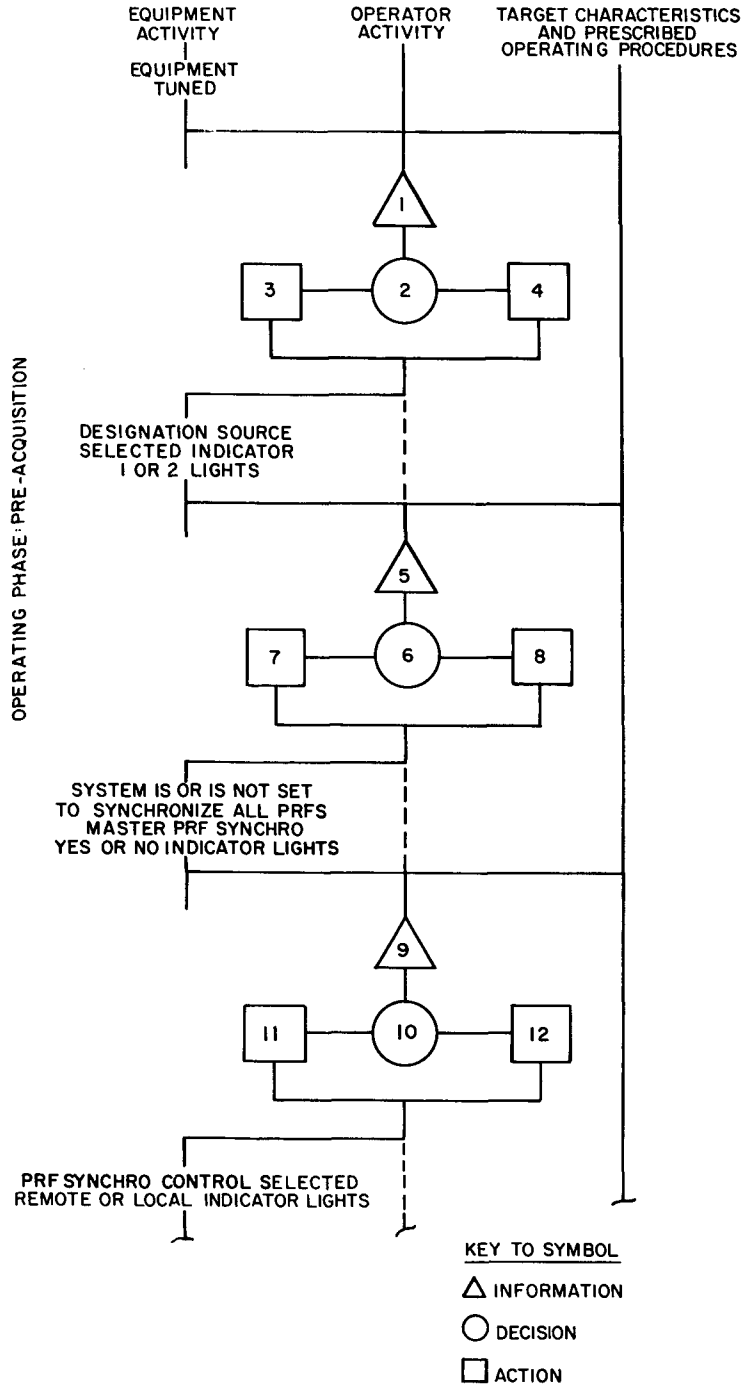 EQUIPMENT
ACTIVITY
OPERATOR
ACTIVITY
TARGET CHARACTERISTICS
AND PRESCRIBED
OPERATING PROCEDURES
EQUIPMENT
TUNED
OPERATING PHASE: PRE-ACQUISITION
1
3
2
4
DESIGNATION SOURCE
SELECTED INDICATOR
1 OR 2 LIGHTS
5
7
6
8
SYSTEM IS OR IS NOT SET
TO SYNCHRONIZE ALL PRFS
MASTER PRF SYNCHRO
YES OR NO INDICATOR LIGHTS
9
11
10
12
PRF SYNCHRO CONTROL SELECTED
REMOTE OR LOCAL INDICATOR LIGHTS
KEY TO SYMBOL
INFORMATION
DECISION
ACTION